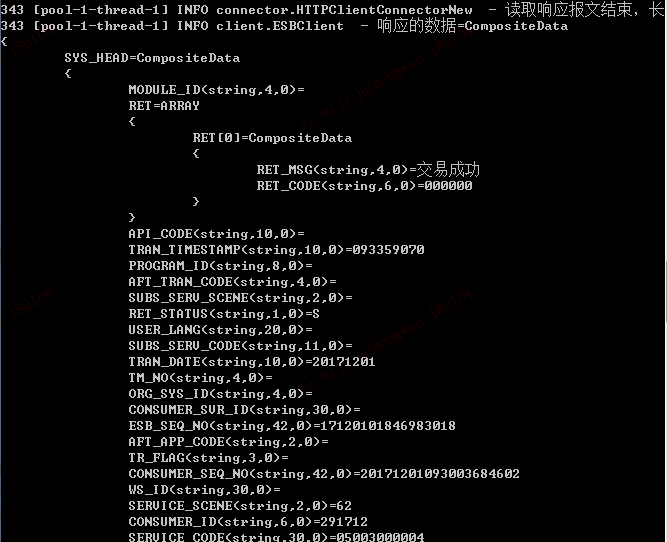 343 [pool-1-thread-1] INFO connector.HTTPClientConnectorNew  - 读取响应报文结束，长
343 [pool-1-thread-1] INFO client.ESBClient  - 响应的数据=CompositeData
{
SYS_HEAD=CompositeData
{
MODULE_ID(string,4,0)=
RET=ARRAY
{
RET[0]=CompositeData
{
RET_MSG(string,4,0)=交易成功
RET_CODE(string,6,0)=000000
}
}
API_CODE(string,10,0)=
TRAN_TIMESTAMP(string,10,0)=093359070
PROGRAM_ID(string,8,0)=
AFT_TRAN_CODE(string,4,0)=
SUBS_SERV_SCENE(string,2,0)=
RET_STATUS(string,1,0)=S
USER_LANG(string,20,0)=
SUBS_SERV_CODE(string,11,0)=
TRAN_DATE(string,10,0)=20171201
TM_NO(string,4,0)=
ORG_SYS_ID(string,4,0)=
CONSUMER_SVR_ID(string,30,0)=
ESB_SEQ_NO(string,42,0)=17120101846983018
AFT_APP_CODE(string,2,0)=
TR_FLAG(string,3,0)=
CONSUMER_SEQ_NO(string,42,0)=20171201093003684602
WS_ID(string,30,0)=
SERVICE_SCENE(string,2,0)=62
CONSUMER_ID(string,6,0)=291712
SERVICE_CODE(string,30,0)=05003000004